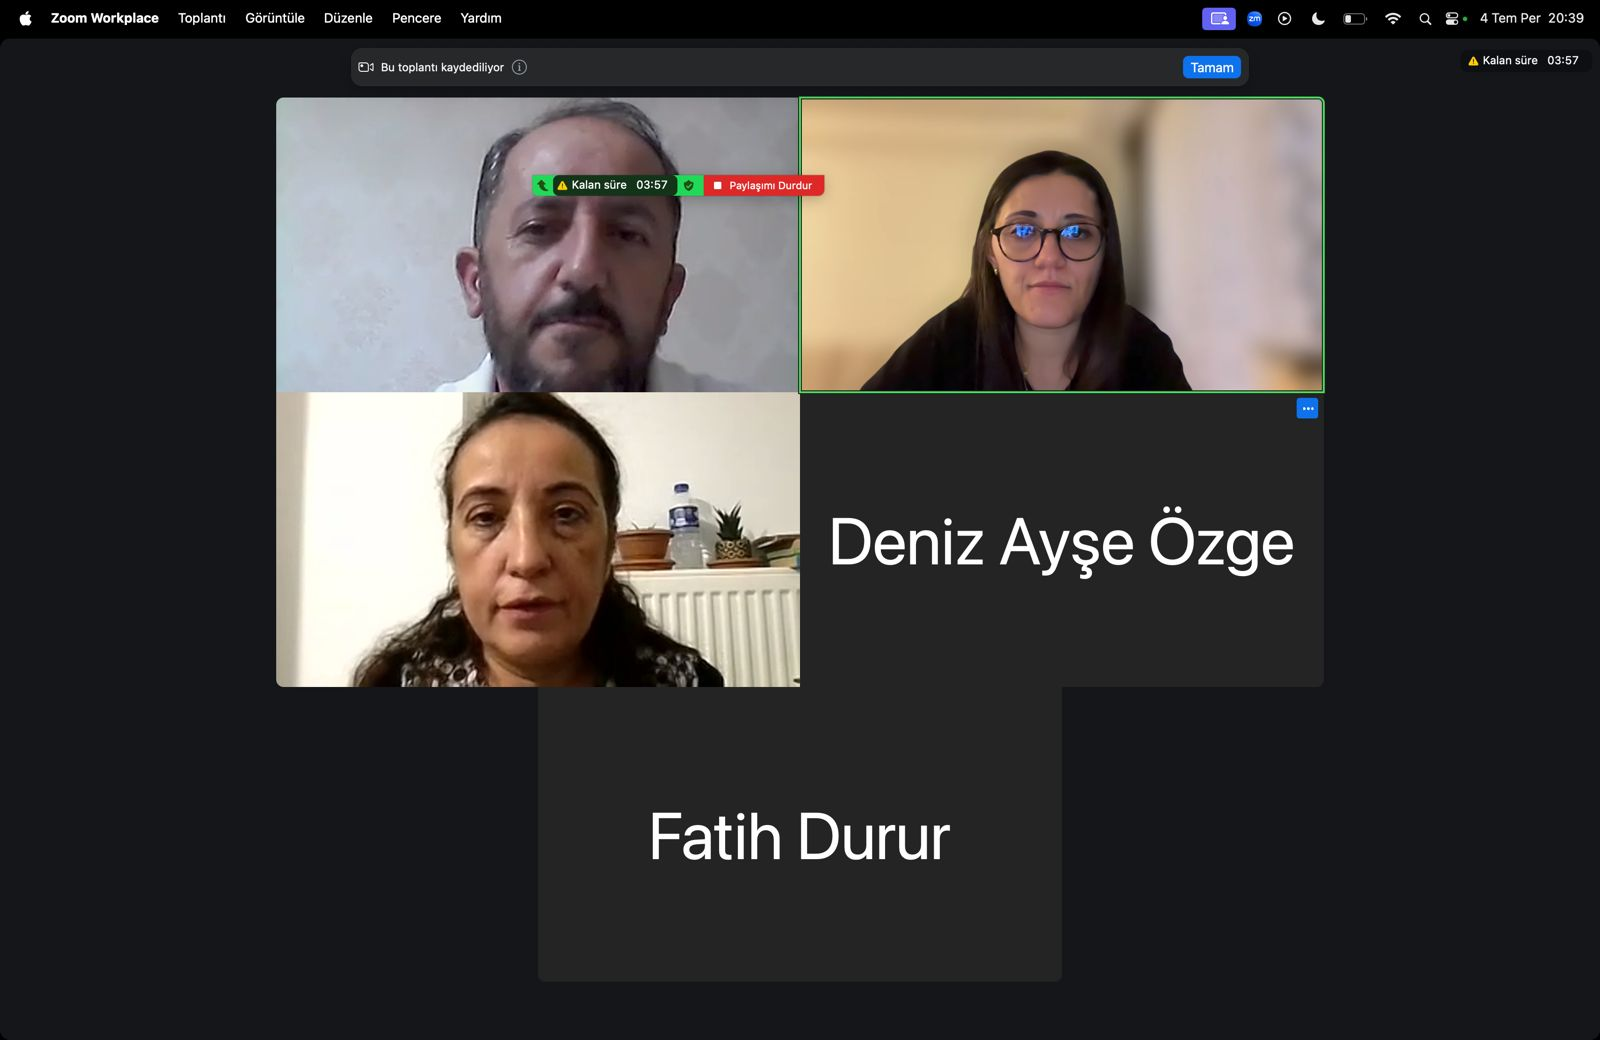 Zoom Workplace Toplantı Görüntüle Düzenle Pencere Yardım zm 4 Tem Per 20:39
Bu toplantı kaydediliyor Tamam
Kalan süre 03:57
Kalan süre 03:57 Paylaşımı Durdur
Deniz Ayşe Özge
Fatih Durur